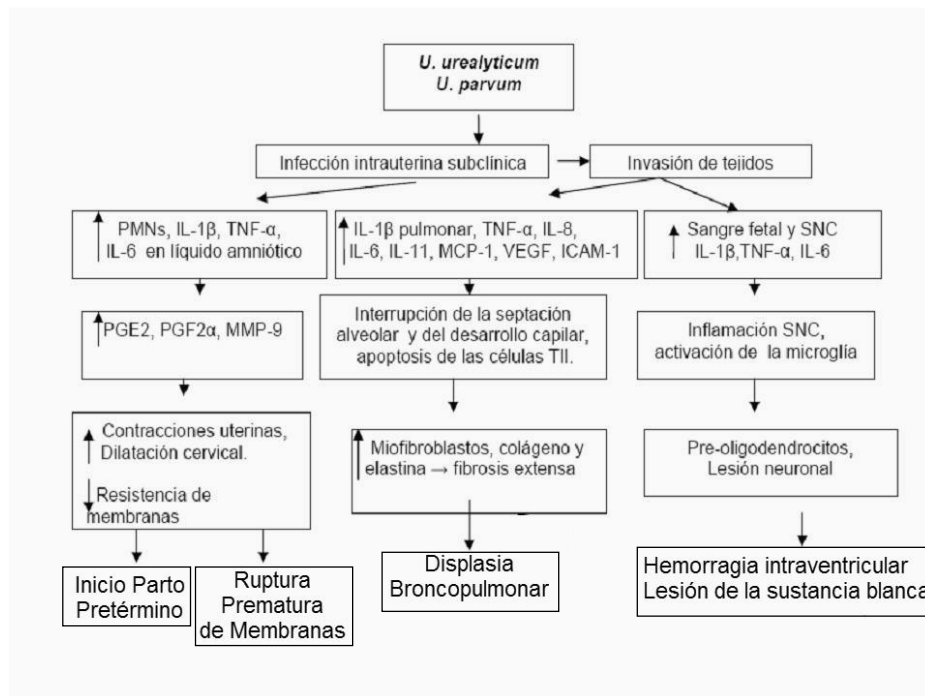 U. urealyticum
U. parvum
Infección intrauterina subclínica
Invasión de tejidos
PMNs, IL-1β, TNF-α,
IL-6 en líquido amniótico
IL-1β pulmonar, TNF-α, IL-8,
IL-6, IL-11, MCP-1, VEGF, ICAM-1
Sangre fetal y SNC
IL-1β,TNF-α, IL-6
PGE2, PGF2α, MMP-9
Interrupción de la septación
alveolar y del desarrollo capilar,
apoptosis de las células TII.
Inflamación SNC,
activación de la microglía
Contracciones uterinas,
Dilatación cervical.
Resistencia de
membranas
Miofibroblastos, colágeno y
elastina → fibrosis extensa
Pre-oligodendrocitos,
Lesión neuronal
Inicio Parto
Pretérmino
Ruptura
Prematura
de Membranas
Displasia
Broncopulmonar
Hemorragia intraventricular
Lesión de la sustancia blanca